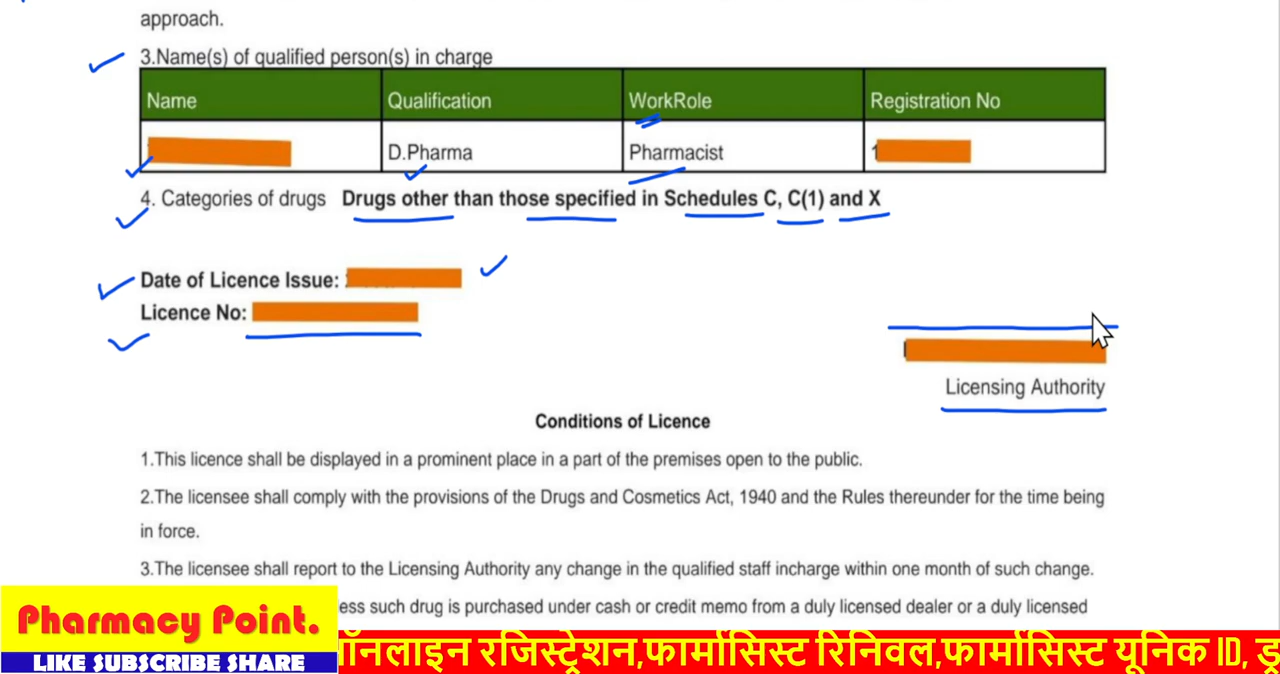 approach.
3.Name(s) of qualified person(s) in charge
Name Qualification WorkRole Registration No
D.Pharma Pharmacist
4. Categories of drugs Drugs other than those specified in Schedules C, C(1) and X
Date of Licence Issue:
Licence No:
Licensing Authority
Conditions of Licence
1.This licence shall be displayed in a prominent place in a part of the premises open to the public.
2.The licensee shall comply with the provisions of the Drugs and Cosmetics Act, 1940 and the Rules thereunder for the time being
in force.
3.The licensee shall report to the Licensing Authority any change in the qualified staff incharge within one month of such change.
such drug is purchased under cash or credit memo from a duly licensed dealer or a duly licensed
Pharmacy Point.
LIKE SUBSCRIBE SHARE
रजिस्ट्रेशन,फार्मासिस्ट रिनिवल,फार्मासिस्ट यूनिक ID,